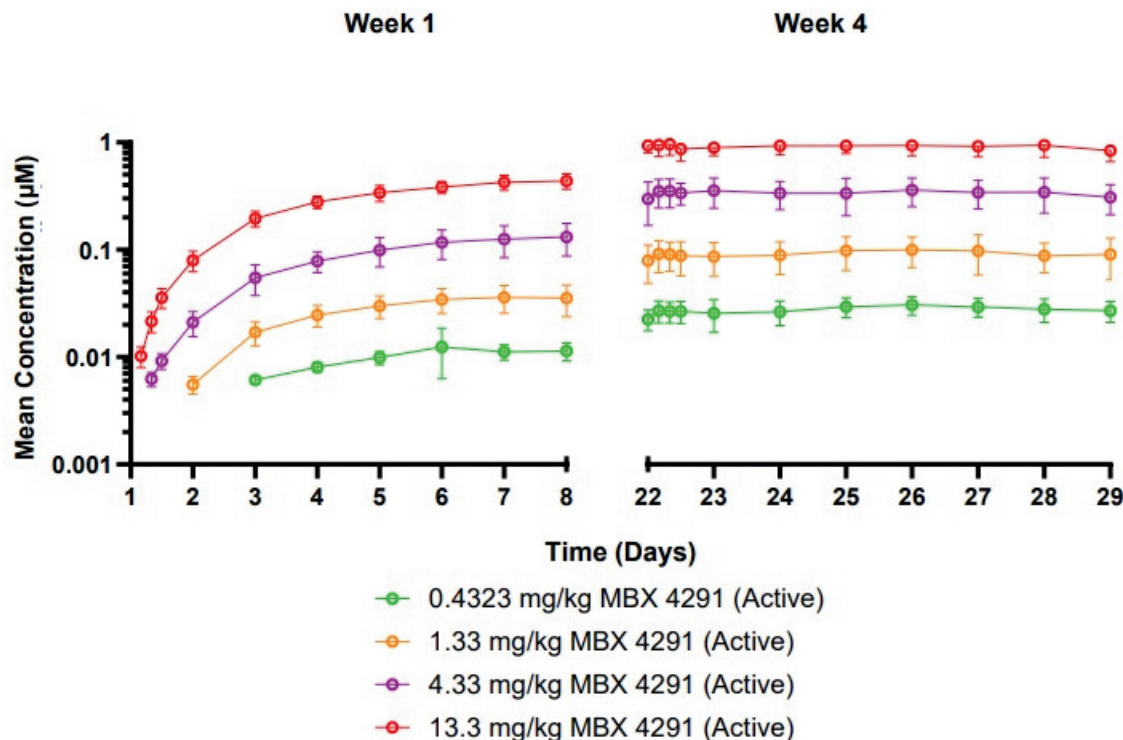 Week 1
Week 4
Mean Concentration (µM)
1
0.1
0.01
0.001
1 2 3 4 5 6 7 8
22 23 24 25 26 27 28 29
Time (Days)
0.4323 mg/kg MBX 4291 (Active)
1.33 mg/kg MBX 4291 (Active)
4.33 mg/kg MBX 4291 (Active)
13.3 mg/kg MBX 4291 (Active)